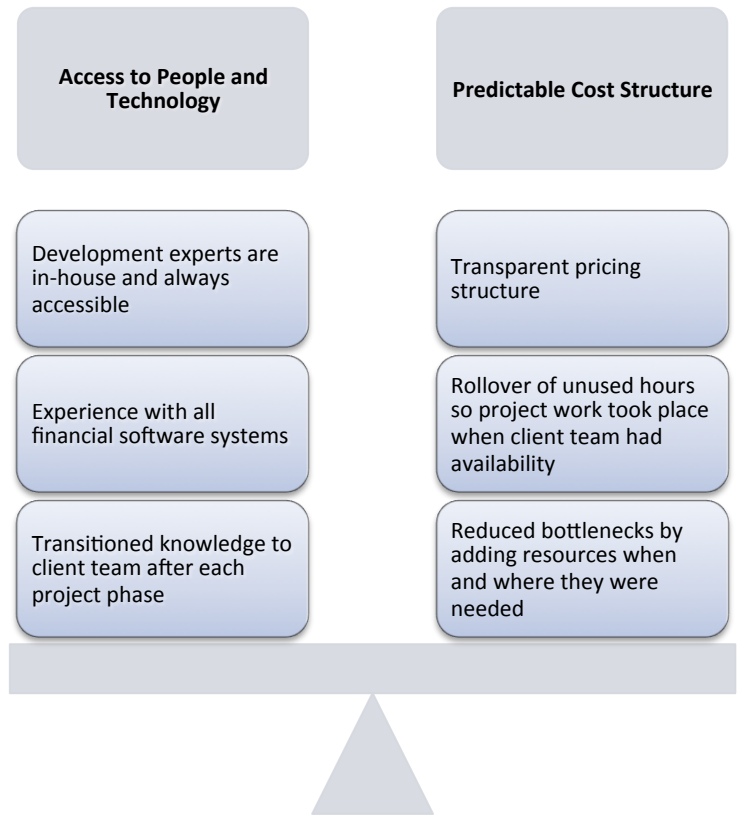 Access to People and
Technology
Predictable Cost Structure
Development experts are
in-house and always
accessible
Experience with all
financial software systems
Transitioned knowledge to
client team after each
project phase
Transparent pricing
structure
Rollover of unused hours
so project work took place
when client team had
availability
Reduced bottlenecks by
adding resources when
and where they were
needed